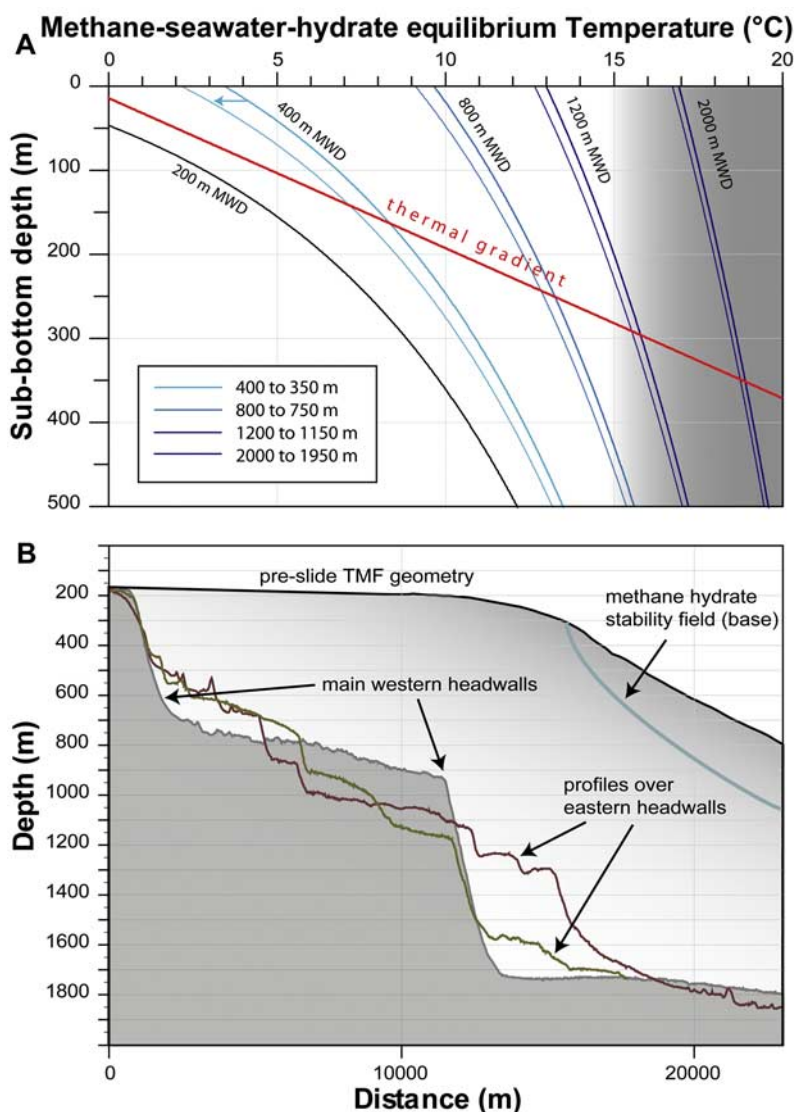 Methane-seawater-hydrate equilibrium Temperature (°C)
A
0 5 10 15 20
Sub-bottom depth (m)
0
100
200
300
400
500
400 m MWD
200 m MWD
800 m MWD
1200 m MWD
2000 m MWD
thermal gradient
400 to 350 m
800 to 750 m
1200 to 1150 m
2000 to 1950 m
B
Depth (m)
200
400
600
800
1000
1200
1400
1600
1800
pre-slide TMF geometry
methane hydrate
stability field (base)
main western headwalls
profiles over
eastern headwalls
0 10000 20000
Distance (m)